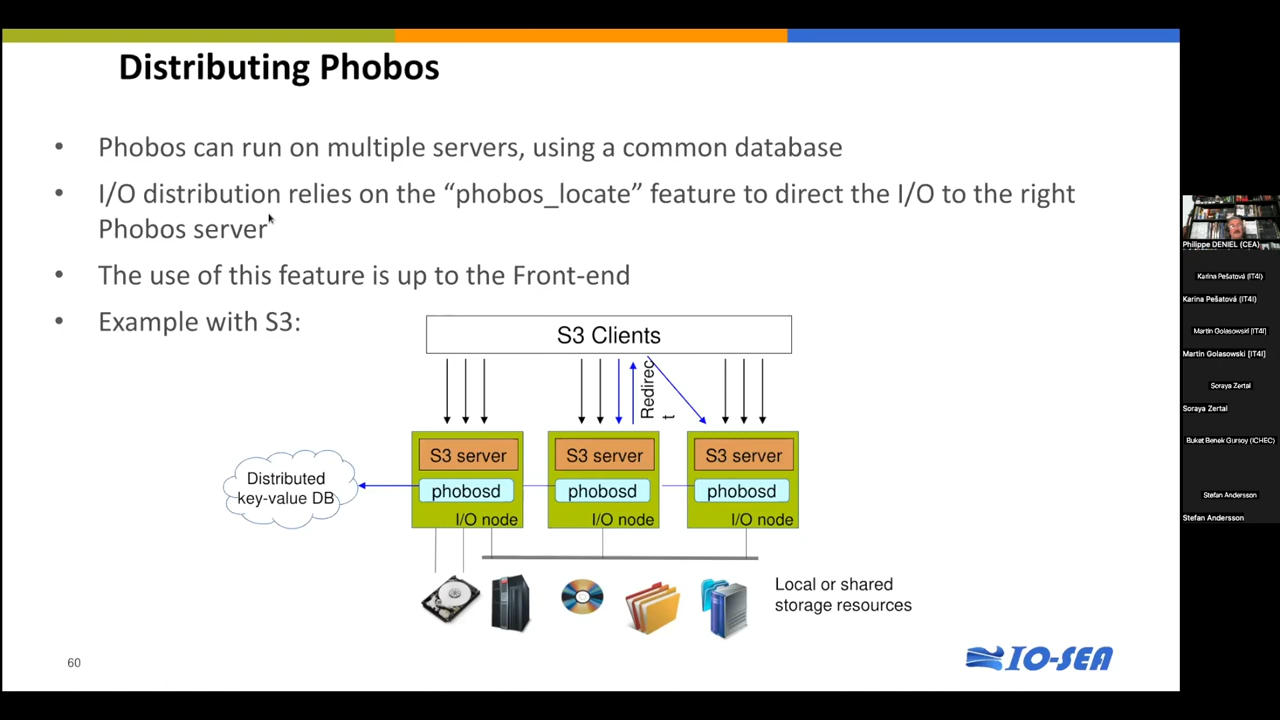 Distributing Phobos
• Phobos can run on multiple servers, using a common database
• I/O distribution relies on the “phobos_locate” feature to direct the I/O to the right
Phobos server
• The use of this feature is up to the Front-end
• Example with S3:
S3 Clients
Redirec
t
S3 server
S3 server
S3 server
Distributed
key-value DB
phobosd
phobosd
phobosd
I/O node
I/O node
I/O node
Local or shared
storage resources
60
IO-SEA
Philippe DENIEL (CEA)
Karina Pešatová (IT4I)
Karina Pešatová (IT4I)
Martin Golasowski [IT4I]
Martin Golasowski [IT4I]
Soraya Zertal
Soraya Zertal
Buket Benek Gursoy (ICHEC)
Stefan Andersson
Stefan Andersson